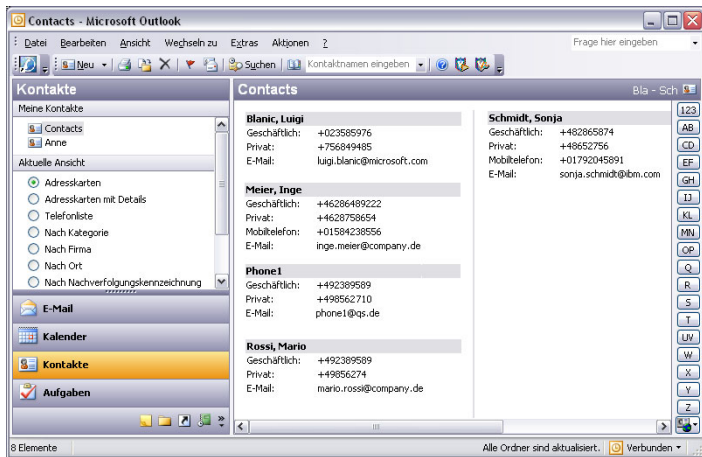 Contacts - Microsoft Outlook
Datei Bearbeiten Ansicht Wechseln zu Extras Aktionen ? Frage hier eingeben
Neu Suchen Kontaktnamen eingeben
Kontakte
Meine Kontakte
Contacts
Anne
Aktuelle Ansicht
Adresskarten
Adresskarten mit Details
Telefonliste
Nach Kategorie
Nach Firma
Nach Ort
Nach Nachverfolgungskennzeichnung
E-Mail
Kalender
Kontakte
Aufgaben
Contacts Bla - Sch
Blanic, Luigi
Geschäftlich: +023585976
Privat: +756849485
E-Mail: luigi.blanic@microsoft.com
Meier, Inge
Geschäftlich: +46286489222
Privat: +4628758654
Mobiltelefon: +01584238556
E-Mail: inge.meier@company.de
Phone1
Geschäftlich: +492389589
Privat: +498562710
E-Mail: phone1@qs.de
Rossi, Mario
Geschäftlich: +492389589
Privat: +49856274
E-Mail: mario.rossi@company.de
Schmidt, Sonja
Geschäftlich: +482865874
Privat: +48652756
Mobiltelefon: +01792045891
E-Mail: sonja.schmidt@ibm.com
123
AB
CD
EF
GH
IJ
KL
MN
OP
Q
R
S
T
UV
W
X
Y
Z
8 Elemente Alle Ordner sind aktualisiert. Verbunden